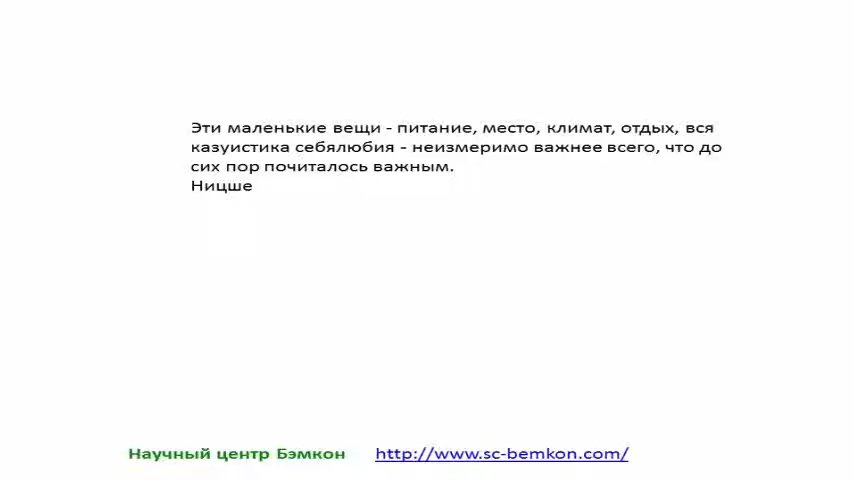 Эти маленькие вещи - питание, место, климат, отдых, вся
казуистика себялюбия - неизмеримо важнее всего, что до
сих пор почиталось важным.
Ницше
Научный центр Бэмкон http://www.sc-bemkon.com/